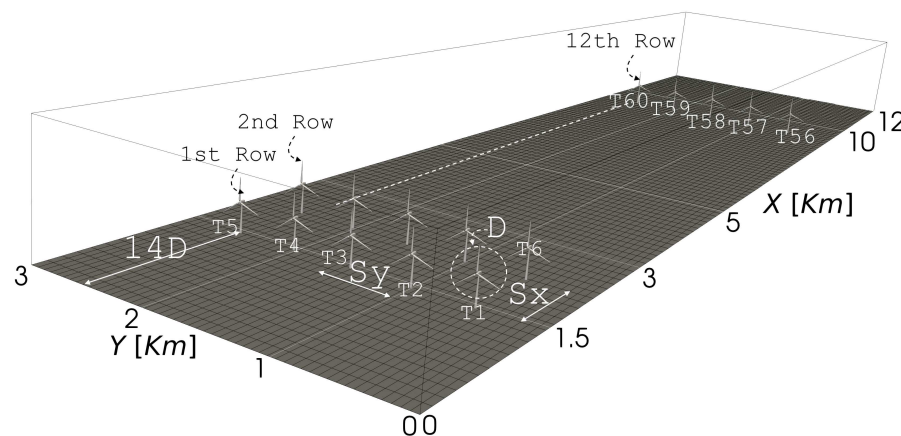 12th Row
T60
T59
T58
T57
T56
12
10
2nd Row
1st Row
X [Km]
5
D
T5
T4
T3
T6
14D
Sy
T2
Sx
T1
3
3
2
1.5
Y [Km]
1
0
0